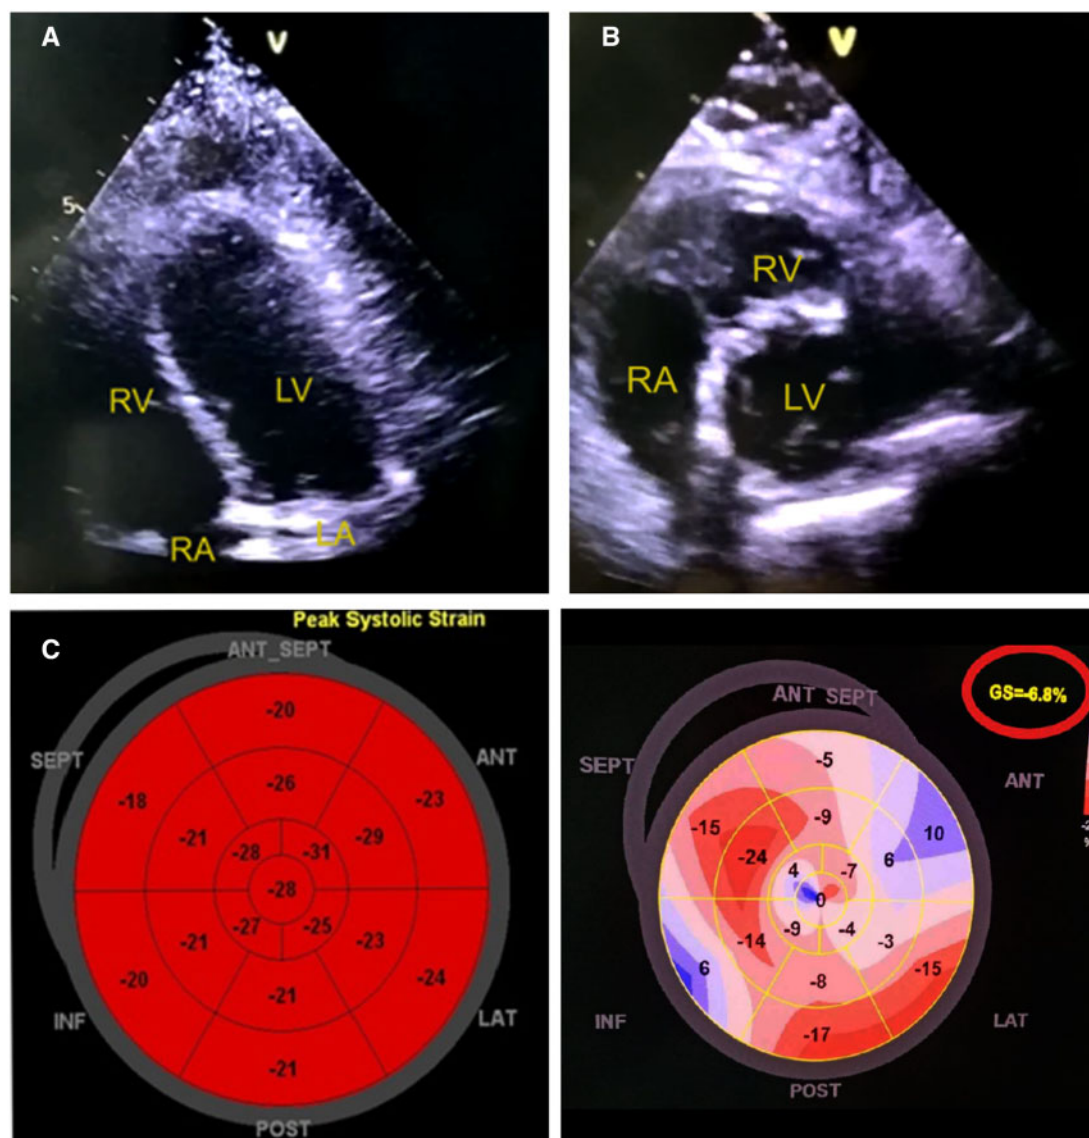 A
V
5
RV
LV
RA
LA
B
V
RV
RA
LV
C
Peak Systolic Strain
ANT_SEPT
SEPT
ANT
INF
LAT
POST
-20
-18
-23
-26
-21
-29
-28
-31
-28
-27
-25
-21
-23
-20
-24
-21
-21
GS=-6.8%
ANT SEPT
SEPT
ANT
INF
LAT
POST
-5
-15
10
-9
-24
6
4
-7
0
-9
-4
-14
-3
6
-15
-8
-17
%